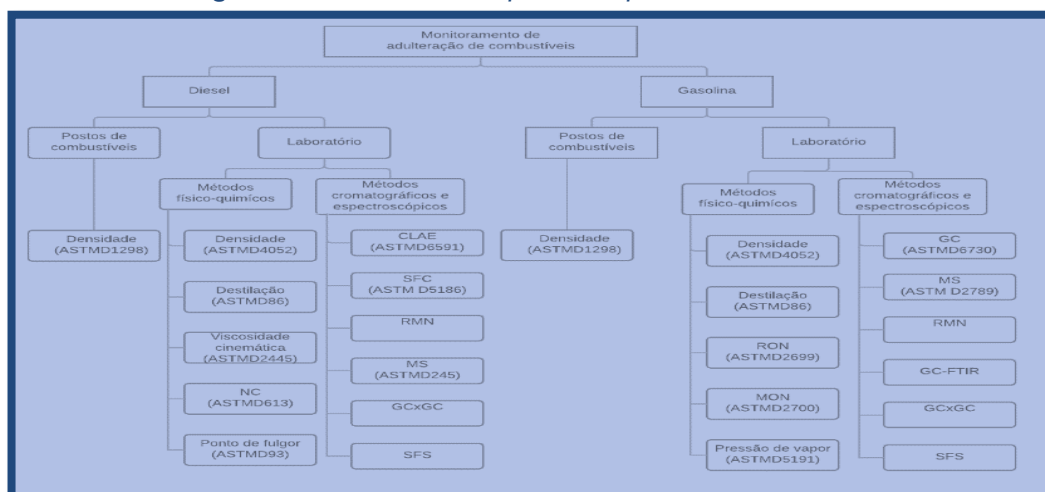 Monitoramento de
adulteração de combustíveis
Diesel
Gasolina
Postos de
combustíveis
Laboratório
Postos de
combustíveis
Laboratório
Métodos
físico-quimícos
Métodos
cromatográficos e
espectroscópicos
Métodos
físico-quimícos
Métodos
cromatográficos e
espectroscópicos
Densidade
(ASTMD1298)
Densidade
(ASTMD4052)
Destilação
(ASTMD86)
Viscosidade
cinemática
(ASTMD2445)
NC
(ASTMD613)
Ponto de fulgor
(ASTMD93)
CLAE
(ASTMD6591)
SFC
(ASTM D5186)
RMN
MS
(ASTMD245)
GCxGC
SFS
Densidade
(ASTMD1298)
Densidade
(ASTMD4052)
Destilação
(ASTMD86)
RON
(ASTMD2699)
MON
(ASTMD2700)
Pressão de vapor
(ASTMD5191)
GC
(ASTMD6730)
MS
(ASTM D2789)
RMN
GC-FTIR
GCxGC
SFS